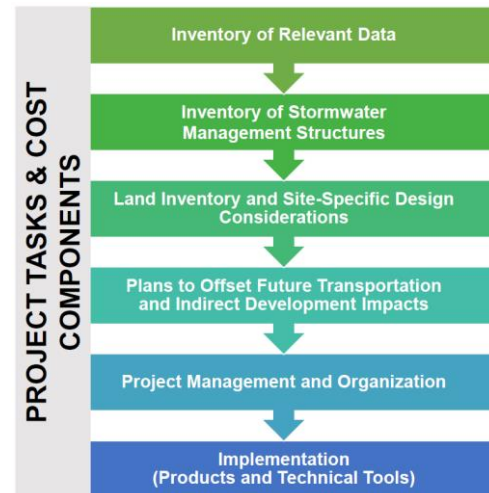 PROJECT TASKS & COST
COMPONENTS
Inventory of Relevant Data
Inventory of Stormwater
Management Structures
Land Inventory and Site-Specific Design
Considerations
Plans to Offset Future Transportation
and Indirect Development Impacts
Project Management and Organization
Implementation
(Products and Technical Tools)